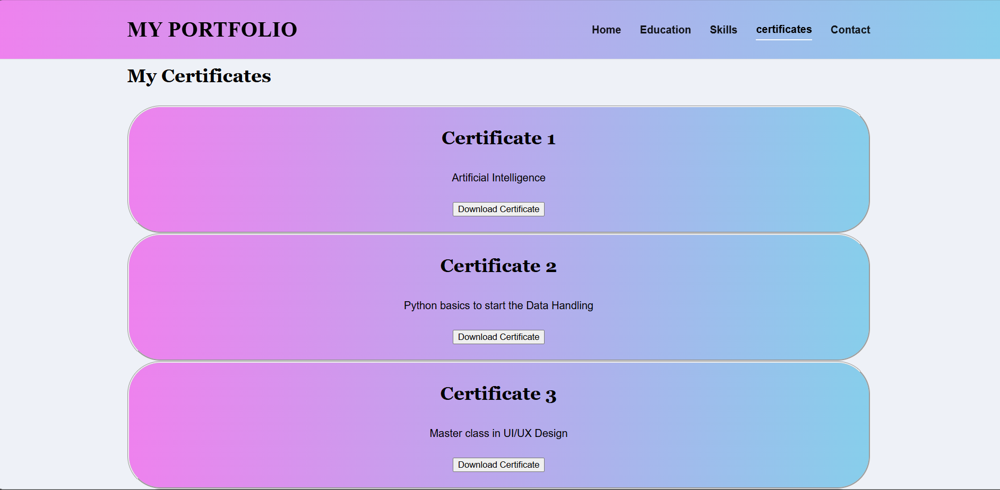 MY PORTFOLIO
Home Education Skills certificates Contact
My Certificates
Certificate 1
Artificial Intelligence
Download Certificate
Certificate 2
Python basics to start the Data Handling
Download Certificate
Certificate 3
Master class in UI/UX Design
Download Certificate